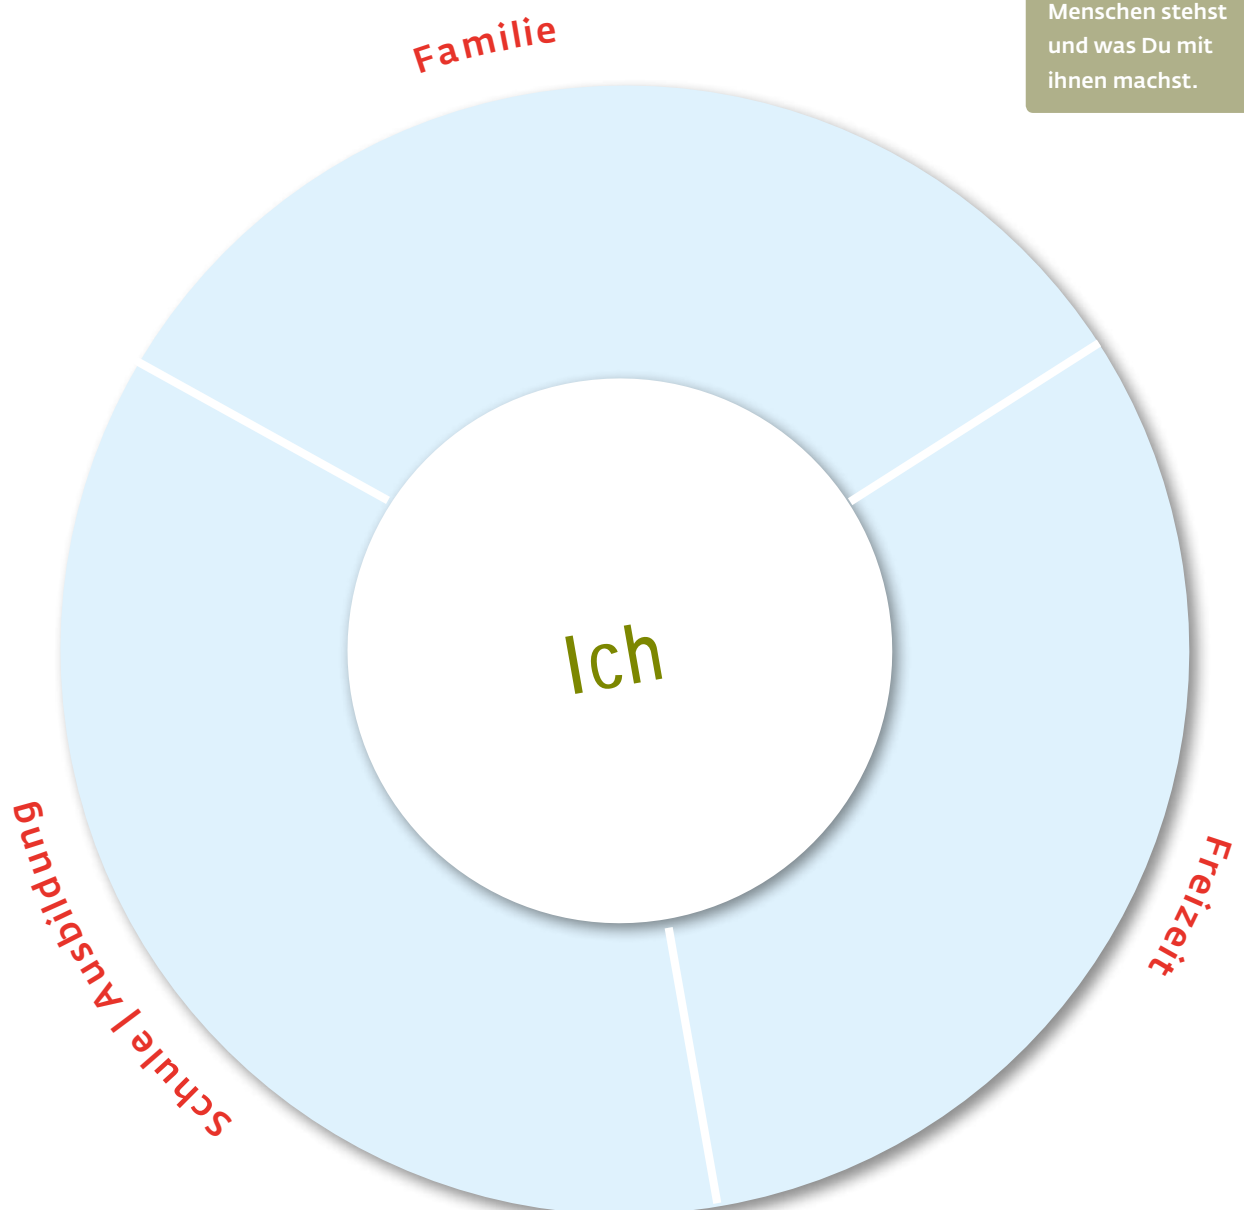 Menschen stehst
und was Du mit
ihnen machst.
Familie
Ich
Freizeit
Schule | Ausbildung